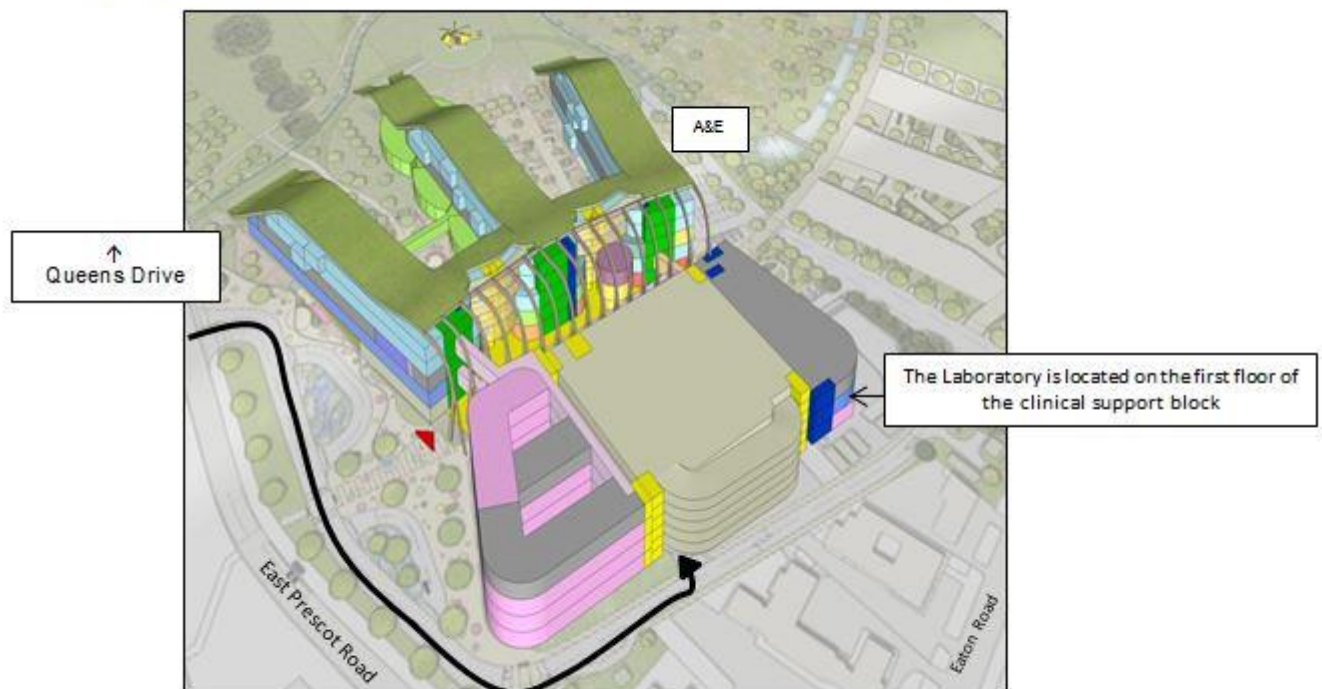 A&E
↑
Queens Drive
The Laboratory is located on the first floor of
the clinical support block
East Prescot Road
Eaton Road